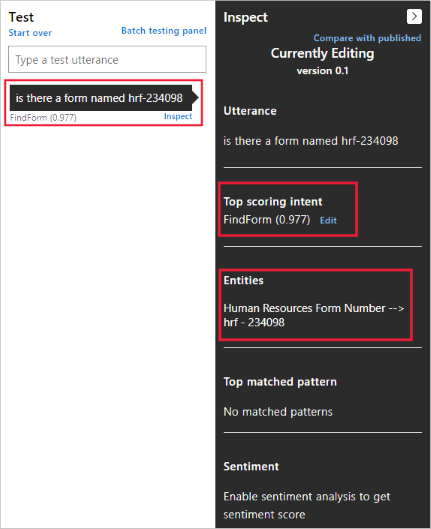 Test
Start over
Batch testing panel
Type a test utterance
is there a form named hrf-234098
FindForm (0.977)
Inspect
Inspect
Compare with published
Currently Editing
version 0.1
Utterance
is there a form named hrf-234098
Top scoring intent
FindForm (0.977) Edit
Entities
Human Resources Form Number -->
hrf - 234098
Top matched pattern
No matched patterns
Sentiment
Enable sentiment analysis to get
sentiment score